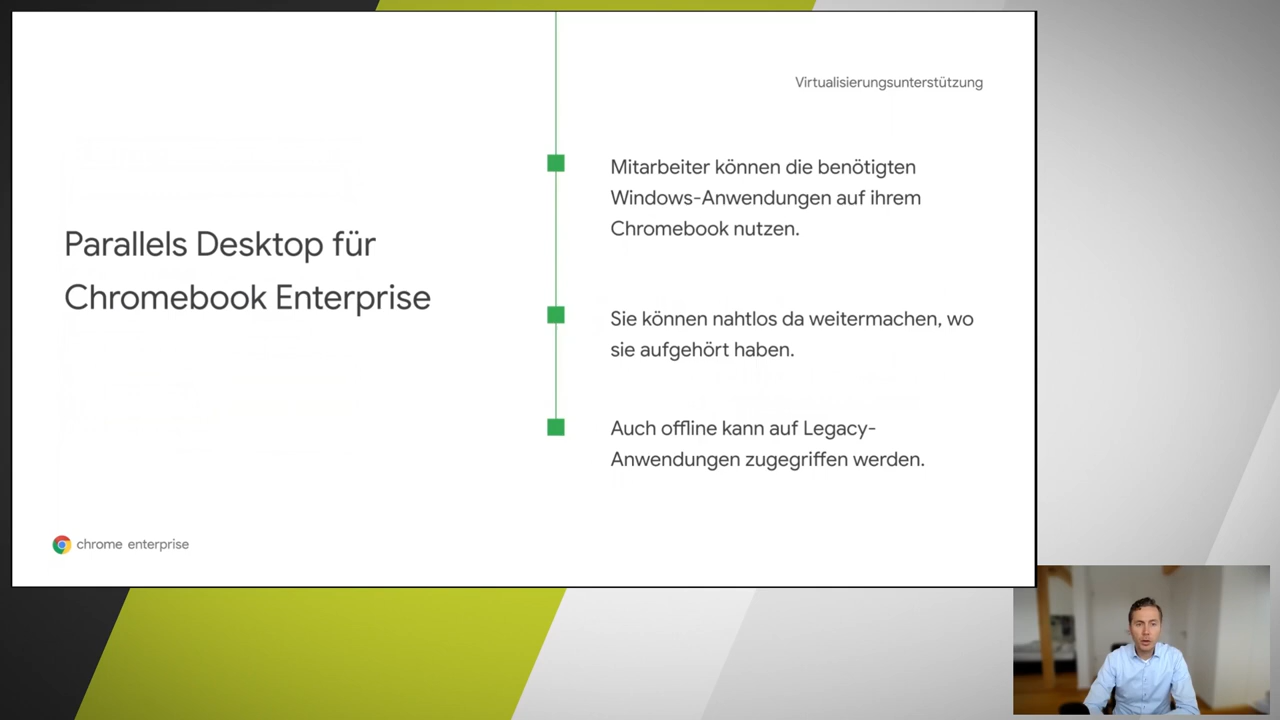 Virtualisierungsunterstützung
Parallels Desktop für
Chromebook Enterprise
Mitarbeiter können die benötigten
Windows-Anwendungen auf ihrem
Chromebook nutzen.
Sie können nahtlos da weitermachen, wo
sie aufgehört haben.
Auch offline kann auf Legacy-
Anwendungen zugegriffen werden.
chrome enterprise